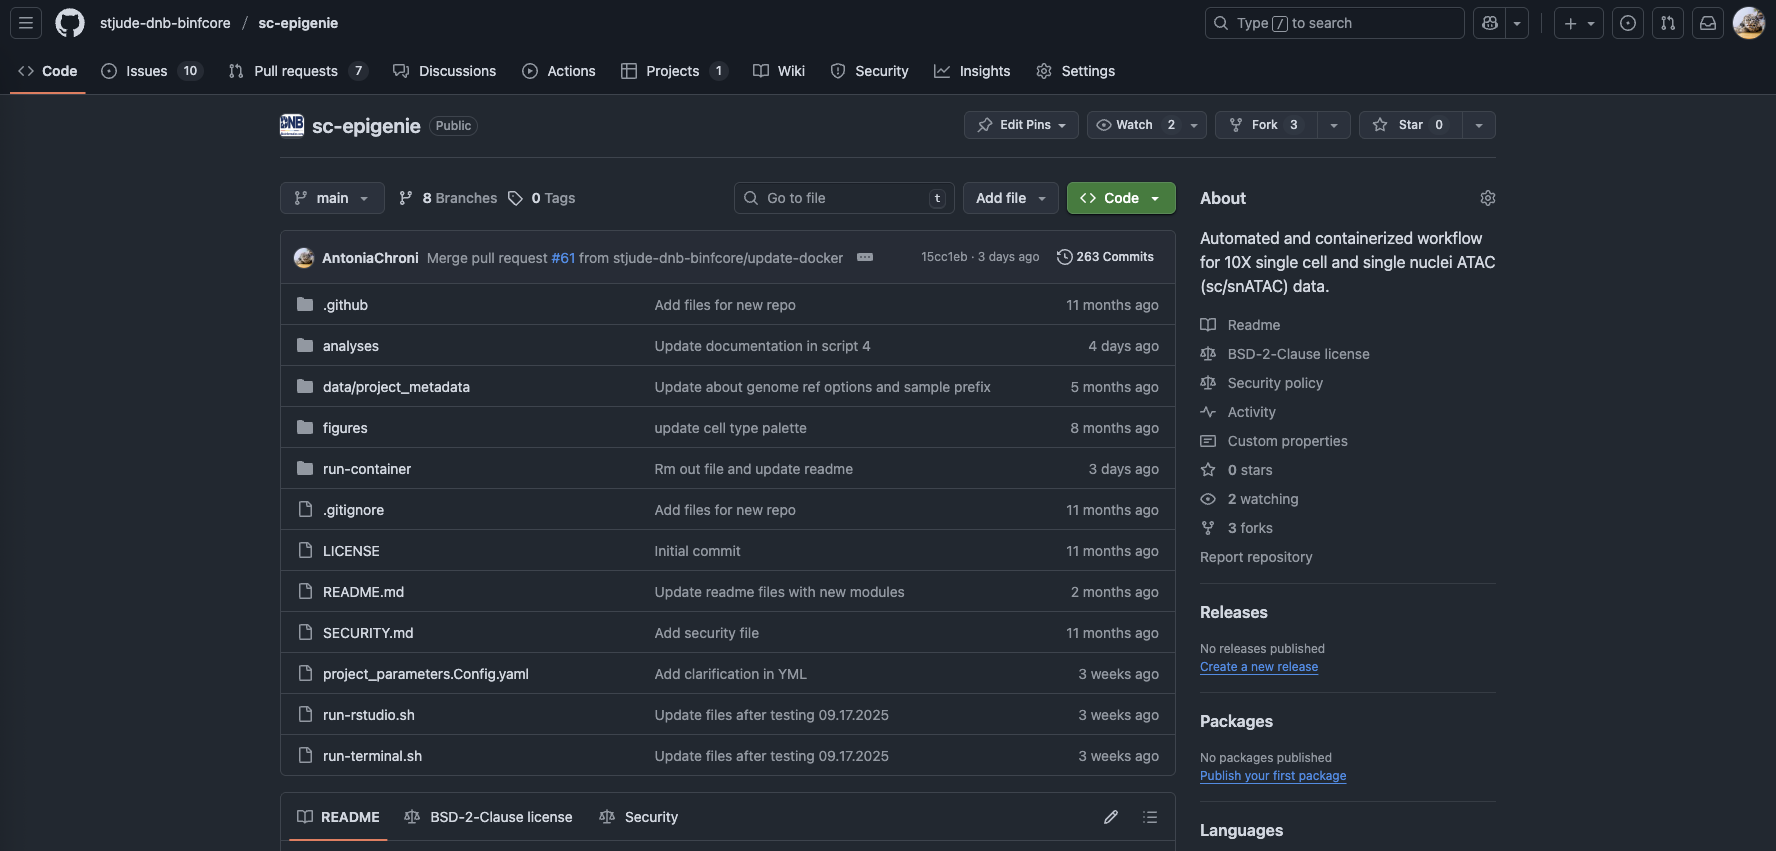 stjude-dnb-binfcore / sc-epigenie
Type / to search
Code
Issues 10
Pull requests 7
Discussions
Actions
Projects 1
Wiki
Security
Insights
Settings
DNB
sc-epigenie Public
Edit Pins
Watch 2
Fork 3
Star 0
main
8 Branches
0 Tags
Go to file t
Add file
Code
AntoniaChroni Merge pull request #61 from stjude-dnb-binfcore/update-docker 15cc1eb · 3 days ago 263 Commits
.github Add files for new repo 11 months ago
analyses Update documentation in script 4 4 days ago
data/project_metadata Update about genome ref options and sample prefix 5 months ago
figures update cell type palette 8 months ago
run-container Rm out file and update readme 3 days ago
.gitignore Add files for new repo 11 months ago
LICENSE Initial commit 11 months ago
README.md Update readme files with new modules 2 months ago
SECURITY.md Add security file 11 months ago
project_parameters.Config.yaml Add clarification in YML 3 weeks ago
run-rstudio.sh Update files after testing 09.17.2025 3 weeks ago
run-terminal.sh Update files after testing 09.17.2025 3 weeks ago
README
BSD-2-Clause license
Security
About
Automated and containerized workflow
for 10X single cell and single nuclei ATAC
(sc/snATAC) data.
Readme
BSD-2-Clause license
Security policy
Activity
Custom properties
0 stars
2 watching
3 forks
Report repository
Releases
No releases published
Create a new release
Packages
No packages published
Publish your first package
Languages